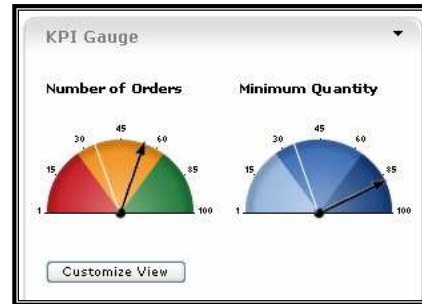 KPI Gauge
Number of Orders
Minimum Quantity
1 15 30 45 60 85 100
1 15 30 45 60 85 100
Customize View